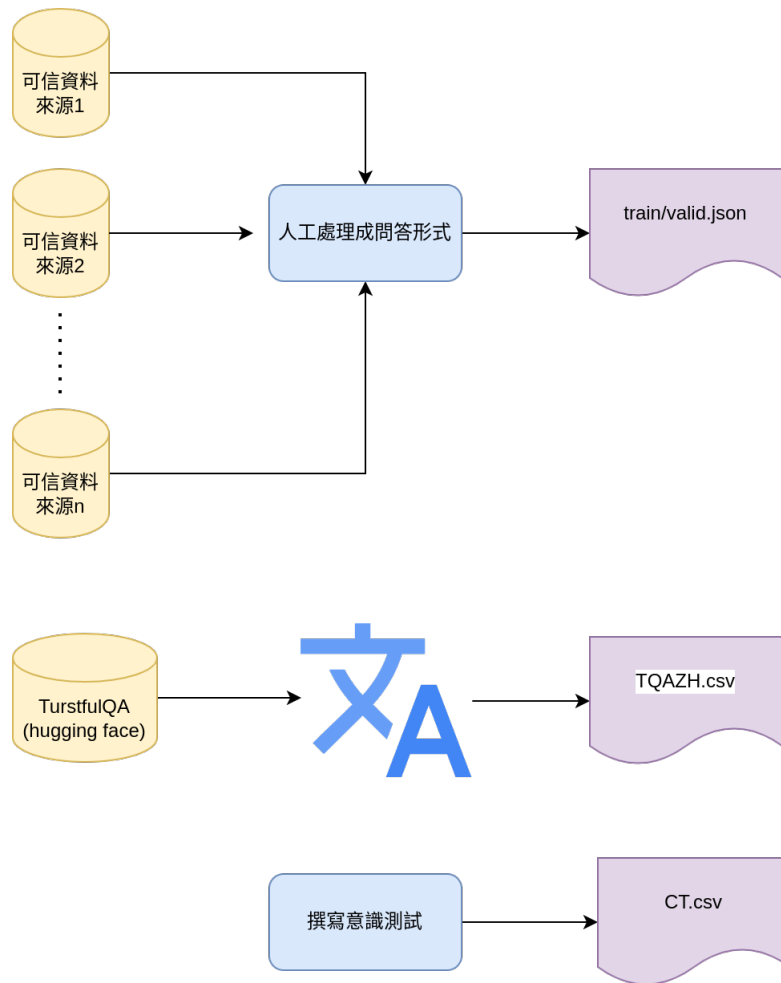 可信資料
來源1
可信資料
來源2
人工處理成問答形式
train/valid.json
可信資料
來源n
TurstfulQA
(hugging face)
文A
TQAZH.csv
撰寫意識測試
CT.csv